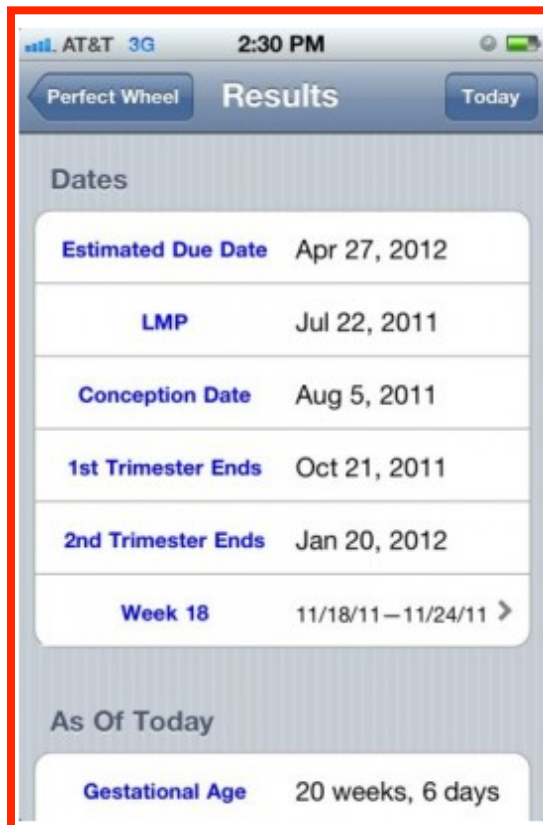 AT&T 3G 2:30 PM
Perfect Wheel Results Today
Dates
Estimated Due Date Apr 27, 2012
LMP Jul 22, 2011
Conception Date Aug 5, 2011
1st Trimester Ends Oct 21, 2011
2nd Trimester Ends Jan 20, 2012
Week 18 11/18/11—11/24/11
As Of Today
Gestational Age 20 weeks, 6 days